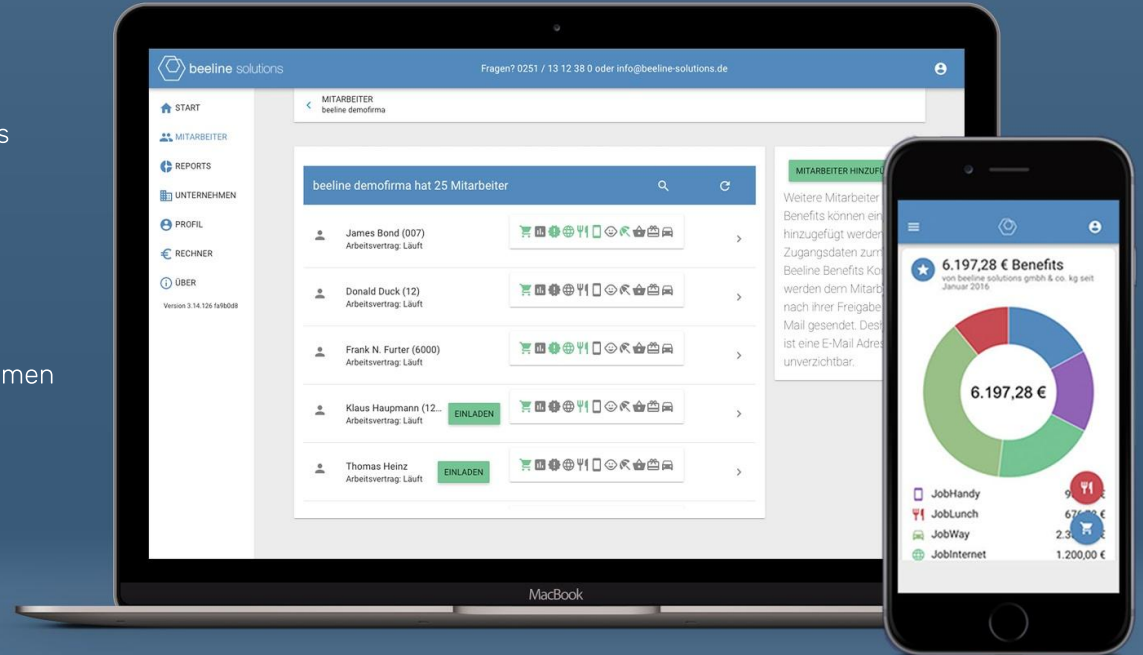 s
men
beeline solutions
Fragen? 0251 / 13 12 38 0 oder info@beeline-solutions.de
START
MITARBEITER
REPORTS
UNTERNEHMEN
PROFIL
RECHNER
ÜBER
Version 3.14.126 fa9b0d8
MITARBEITER
beeline demofirma
beeline demofirma hat 25 Mitarbeiter
James Bond (007)
Arbeitsvertrag: Läuft
Donald Duck (12)
Arbeitsvertrag: Läuft
Frank N. Furter (6000)
Arbeitsvertrag: Läuft
Klaus Haupmann (12...
Arbeitsvertrag: Läuft
EINLADEN
Thomas Heinz
Arbeitsvertrag: Läuft
EINLADEN
MITARBEITER HINZUFÜ
Weitere Mitarbeiter
Benefits können ein
hinzugefügt werden
Zugangsdaten zum
Beeline Benefits Ko
werden dem Mitarb
nach ihrer Freigabe
Mail gesendet. Des
ist eine E-Mail Adre
unverzichtbar.
MacBook
6.197,28 € Benefits
von beeline solutions gmbh & co. kg seit
Januar 2016
6.197,28 €
JobHandy
JobLunch
JobWay
JobInternet 1.200,00 €